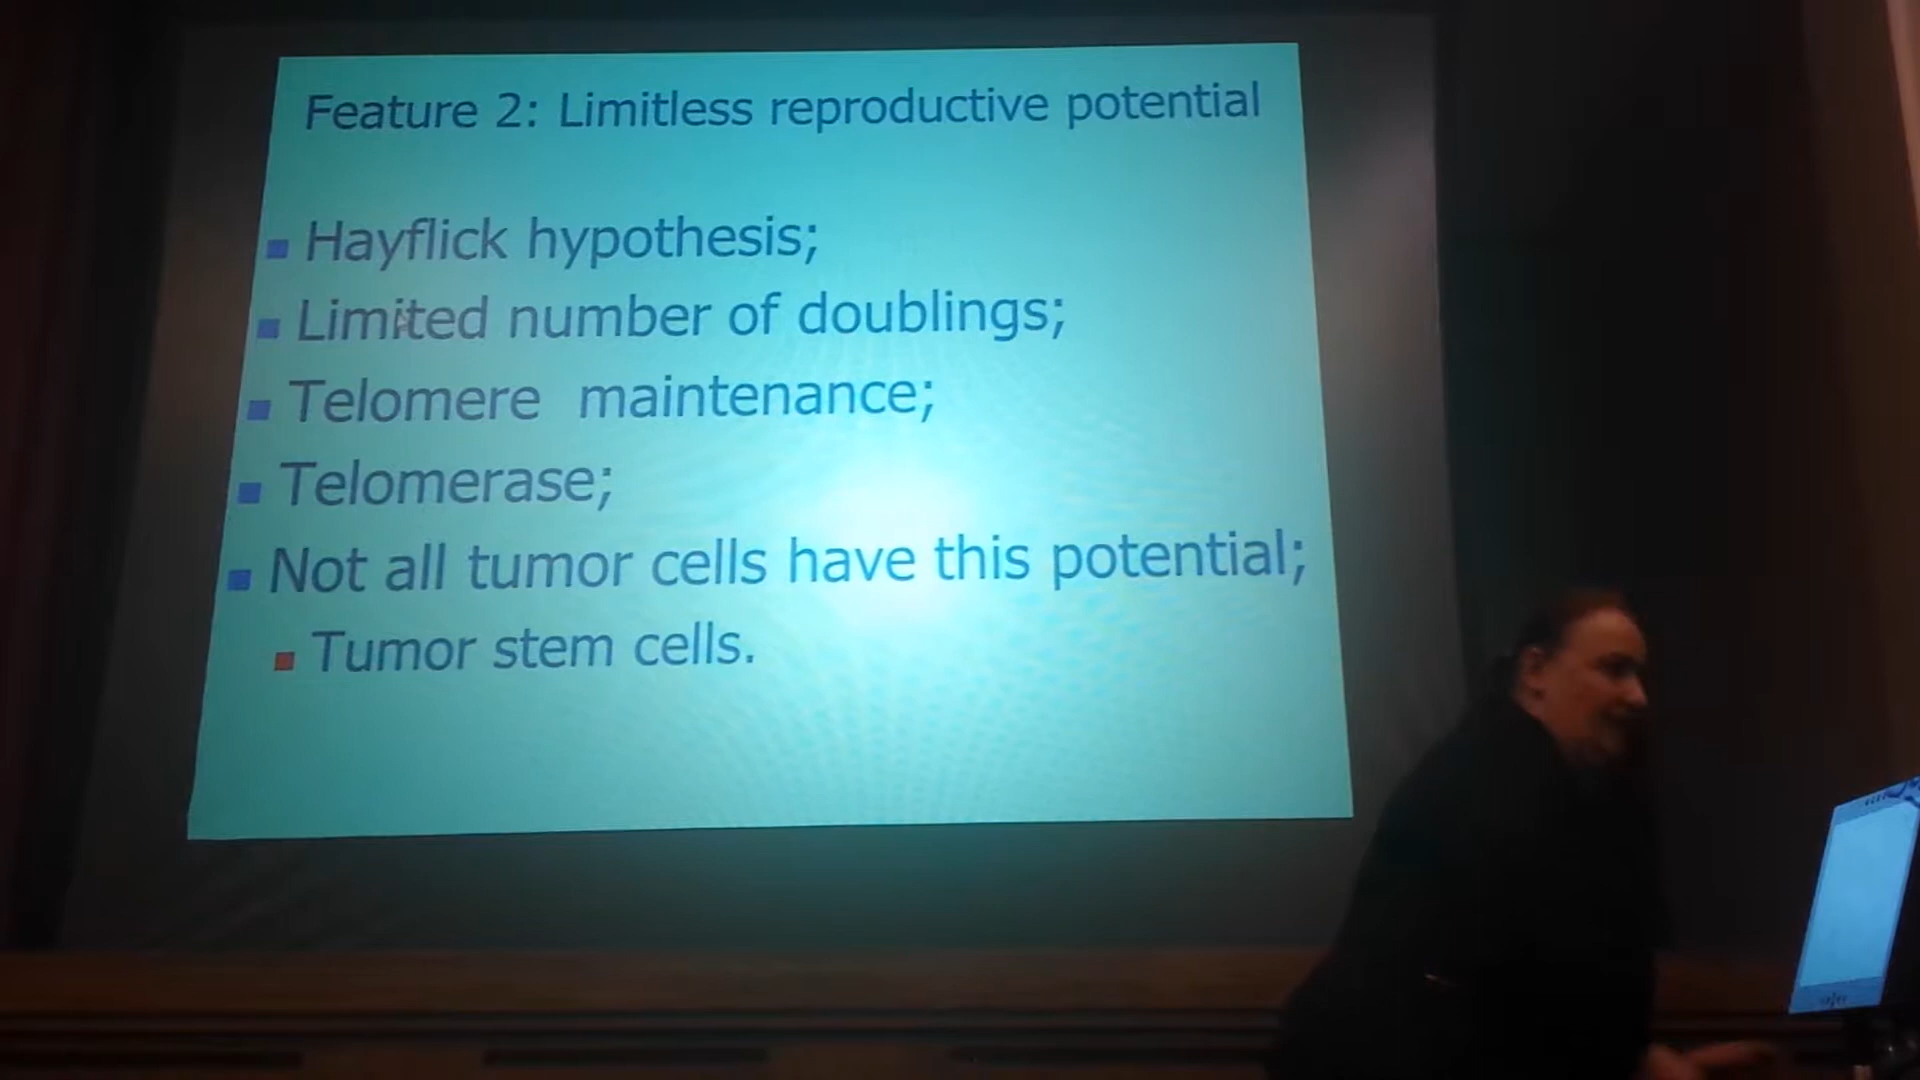 Feature 2: Limitless reproductive potential
Hayflick hypothesis;
Limited number of doublings;
Telomere maintenance;
Telomerase;
Not all tumor cells have this potential;
Tumor stem cells.